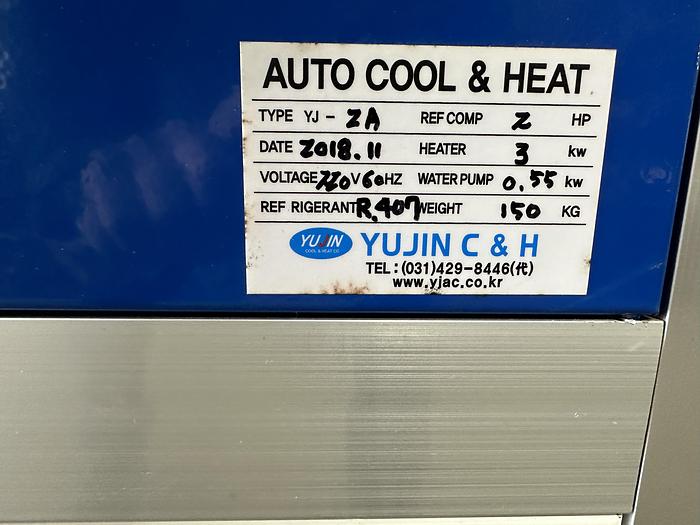 AUTO COOL & HEAT
TYPE YJ - 2A REF COMP 2 HP
DATE 2018.11 HEATER 3 kw
VOLTAGE 220V 60HZ WATER PUMP 0.55 kw
REF RIGERANT R.407 WEIGHT 150 KG
YUJIN COOL & HEAT CO YUJIN C & H
TEL : (031)429-8446(代)
www.yjac.co.kr